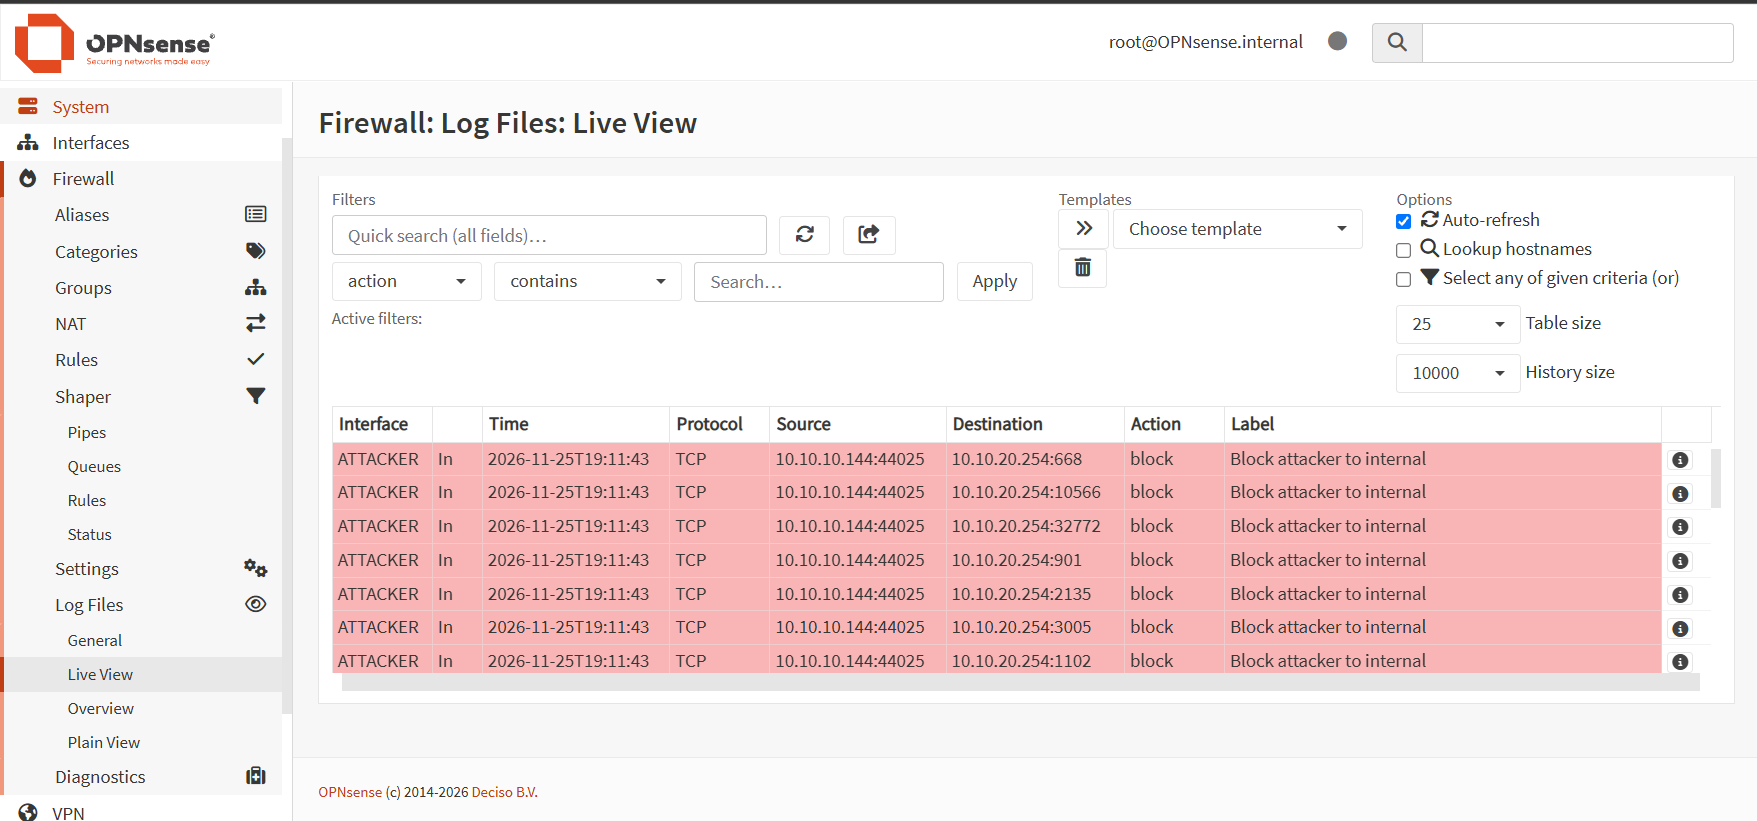 OPNsense®
Securing networks made easy
root@OPNsense.internal
System
Interfaces
Firewall
Aliases
Categories
Groups
NAT
Rules
Shaper
Pipes
Queues
Rules
Status
Settings
Log Files
General
Live View
Overview
Plain View
Diagnostics
VPN
Firewall: Log Files: Live View
Filters
Quick search (all fields)...
action contains Search... Apply
Active filters:
Templates
Choose template
Options
Auto-refresh
Lookup hostnames
Select any of given criteria (or)
25 Table size
10000 History size
Interface Time Protocol Source Destination Action Label
ATTACKER In 2026-11-25T19:11:43 TCP 10.10.10.144:44025 10.10.20.254:668 block Block attacker to internal
ATTACKER In 2026-11-25T19:11:43 TCP 10.10.10.144:44025 10.10.20.254:10566 block Block attacker to internal
ATTACKER In 2026-11-25T19:11:43 TCP 10.10.10.144:44025 10.10.20.254:32772 block Block attacker to internal
ATTACKER In 2026-11-25T19:11:43 TCP 10.10.10.144:44025 10.10.20.254:901 block Block attacker to internal
ATTACKER In 2026-11-25T19:11:43 TCP 10.10.10.144:44025 10.10.20.254:2135 block Block attacker to internal
ATTACKER In 2026-11-25T19:11:43 TCP 10.10.10.144:44025 10.10.20.254:3005 block Block attacker to internal
ATTACKER In 2026-11-25T19:11:43 TCP 10.10.10.144:44025 10.10.20.254:1102 block Block attacker to internal
OPNsense (c) 2014-2026 Deciso B.V.